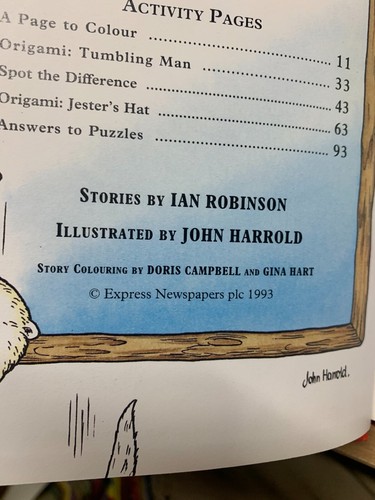 ACTIVITY PAGES
A Page to Colour ........................ 11
Origami: Tumbling Man ........................ 33
Spot the Difference ........................ 43
Origami: Jester's Hat ........................ 63
Answers to Puzzles ........................ 93
STORIES BY IAN ROBINSON
ILLUSTRATED BY JOHN HARROLD
STORY COLOURING BY DORIS CAMPBELL AND GINA HART
© Express Newspapers plc 1993
John Harrold.